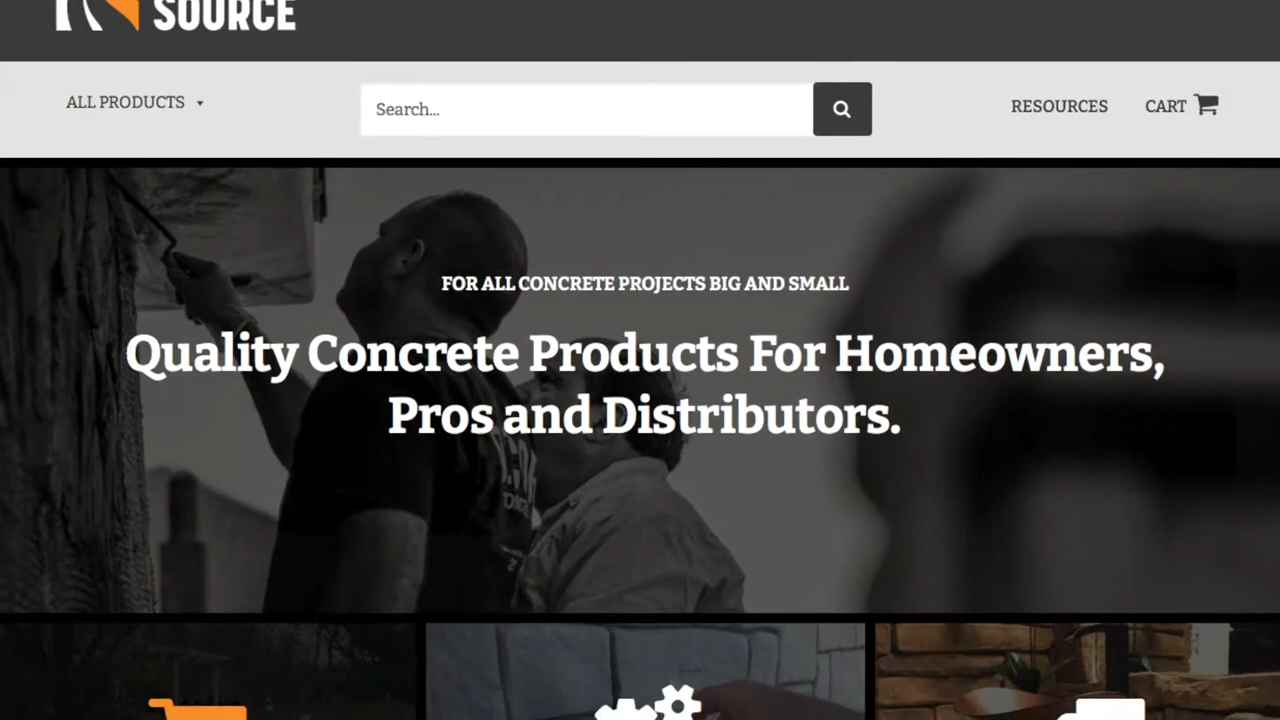 SOURCE
ALL PRODUCTS
Search...
RESOURCES
CART
FOR ALL CONCRETE PROJECTS BIG AND SMALL
Quality Concrete Products For Homeowners,
Pros and Distributors.